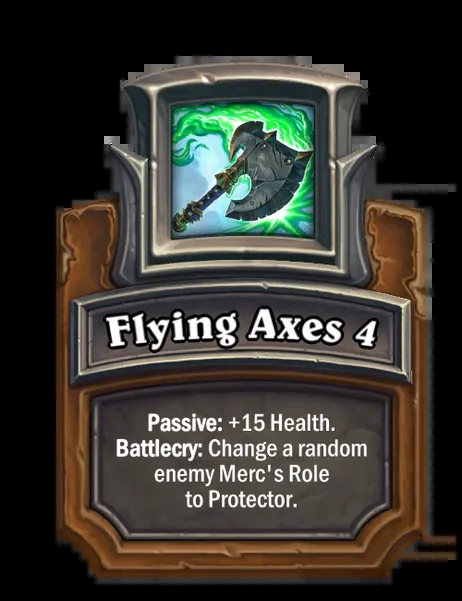 Flying Axes 4
Passive: +15 Health.
Battlecry: Change a random
enemy Merc's Role
to Protector.